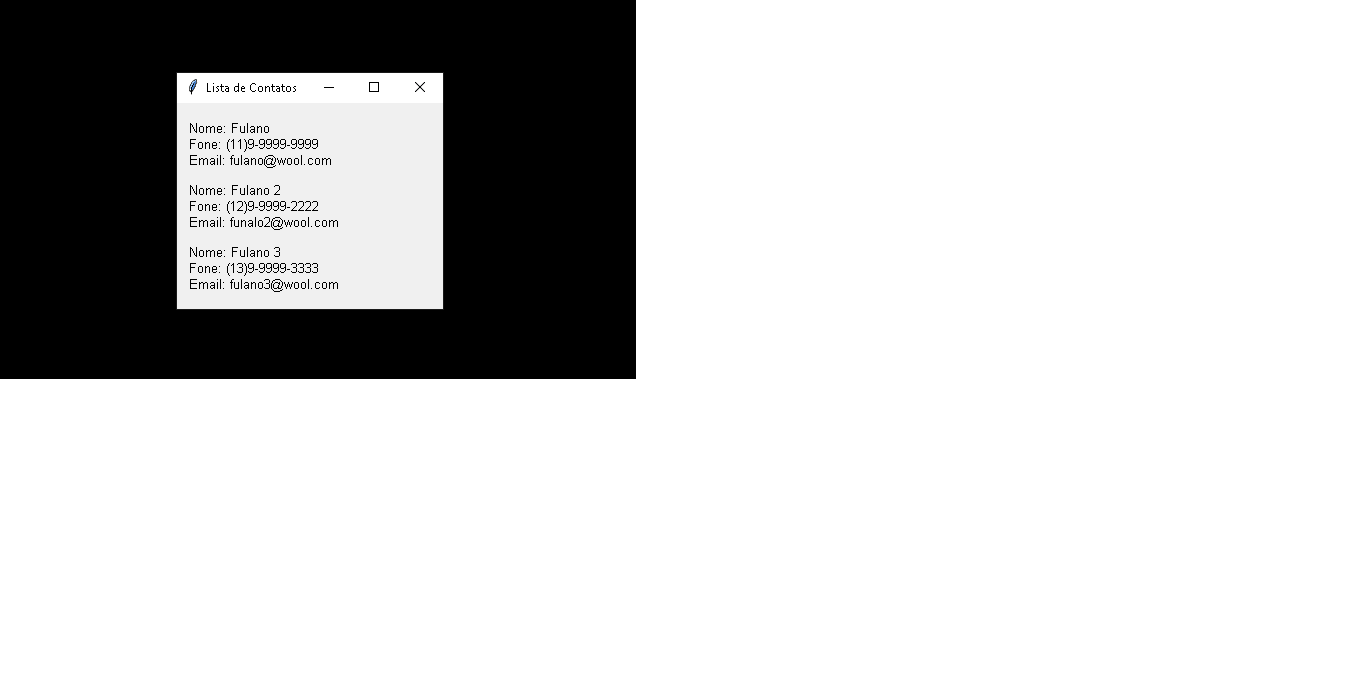 Lista de Contatos
Nome: Fulano
Fone: (11)9-9999-9999
Email: fulano@wool.com
Nome: Fulano 2
Fone: (12)9-9999-2222
Email: funalo2@wool.com
Nome: Fulano 3
Fone: (13)9-9999-3333
Email: fulano3@wool.com